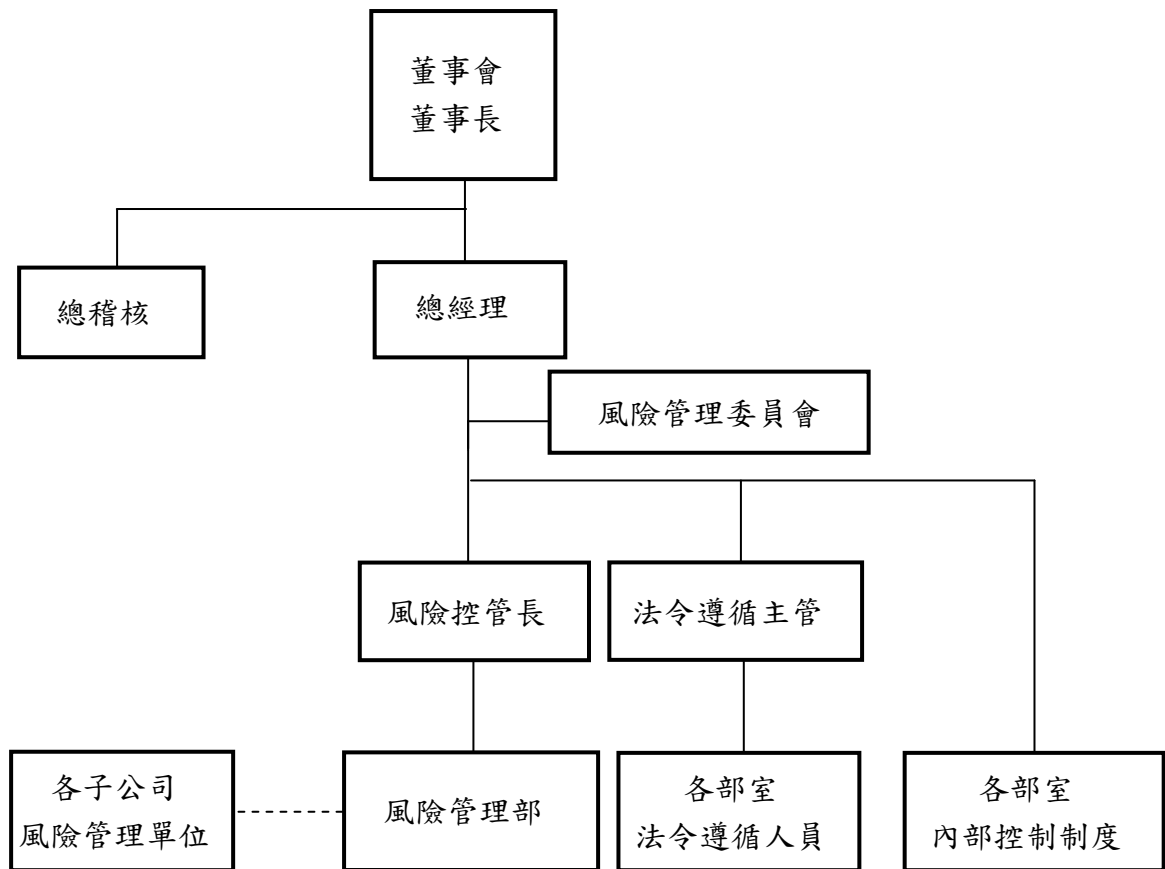 董事會
董事長
總稽核
總經理
風險管理委員會
風險控管長
法令遵循主管
各子公司
風險管理單位
風險管理部
各部室
法令遵循人員
各部室
內部控制制度